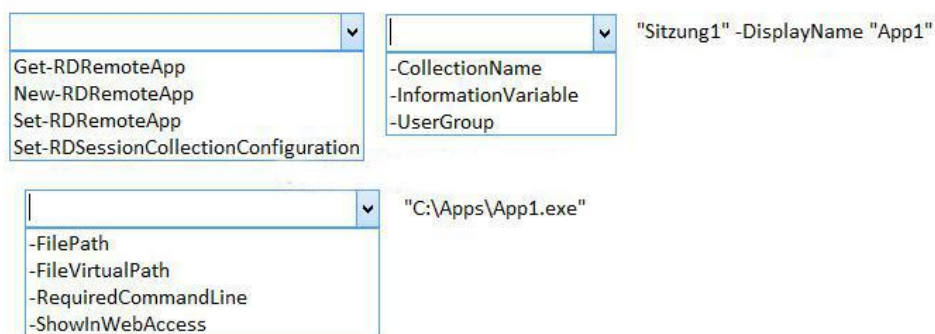 "Sitzung1" -DisplayName "App1"
Get-RDRemoteApp
New-RDRemoteApp
Set-RDRemoteApp
Set-RDSessionCollectionConfiguration
-CollectionName
-InformationVariable
-UserGroup
"C:\Apps\App1.exe"
-FilePath
-FileVirtualPath
-RequiredCommandLine
-ShowInWebAccess